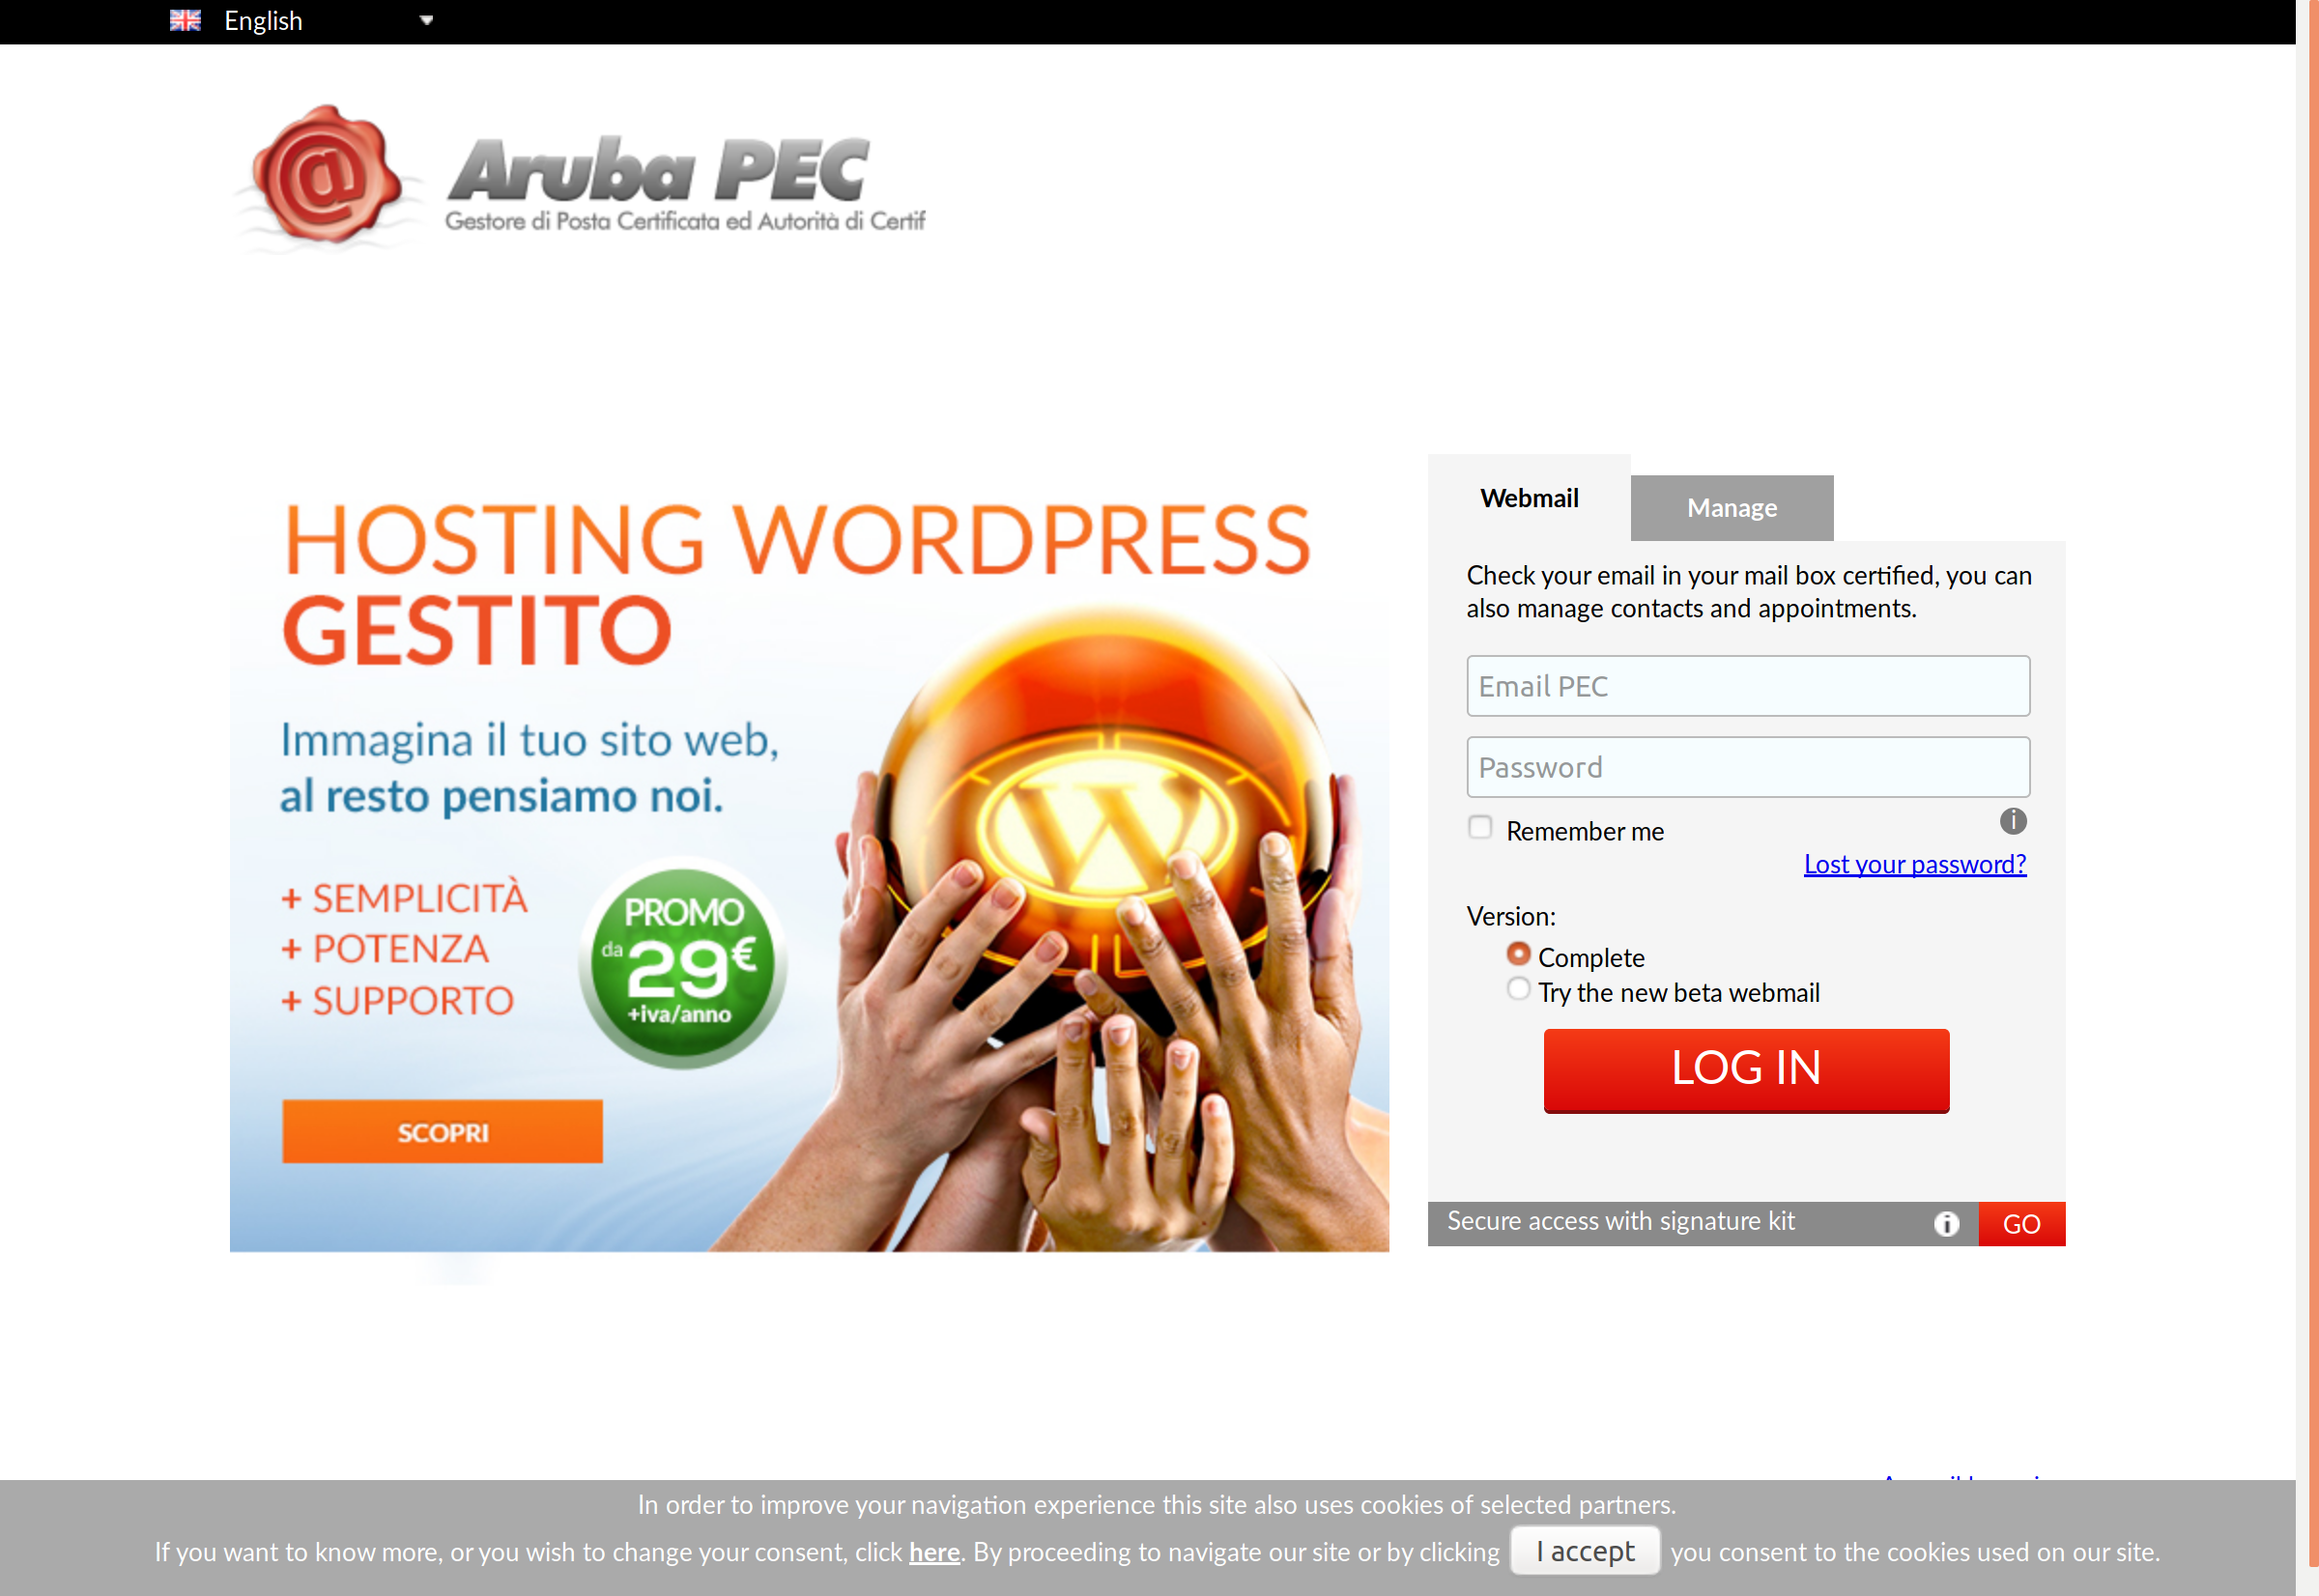 English
Aruba PEC
Gestore di Posta Certificata ed Autorità di Certif
HOSTING WORDPRESS
GESTITO
Immagina il tuo sito web,
al resto pensiamo noi.
+ SEMPLICITÀ
+ POTENZA
+ SUPPORTO
PROMO
da 29€
+iva/anno
SCOPRI
Webmail
Manage
Check your email in your mail box certified, you can
also manage contacts and appointments.
Email PEC
Password
Remember me
Lost your password?
Version:
Complete
Try the new beta webmail
LOG IN
Secure access with signature kit
GO
In order to improve your navigation experience this site also uses cookies of selected partners.
If you want to know more, or you wish to change your consent, click here. By proceeding to navigate our site or by clicking I accept you consent to the cookies used on our site.